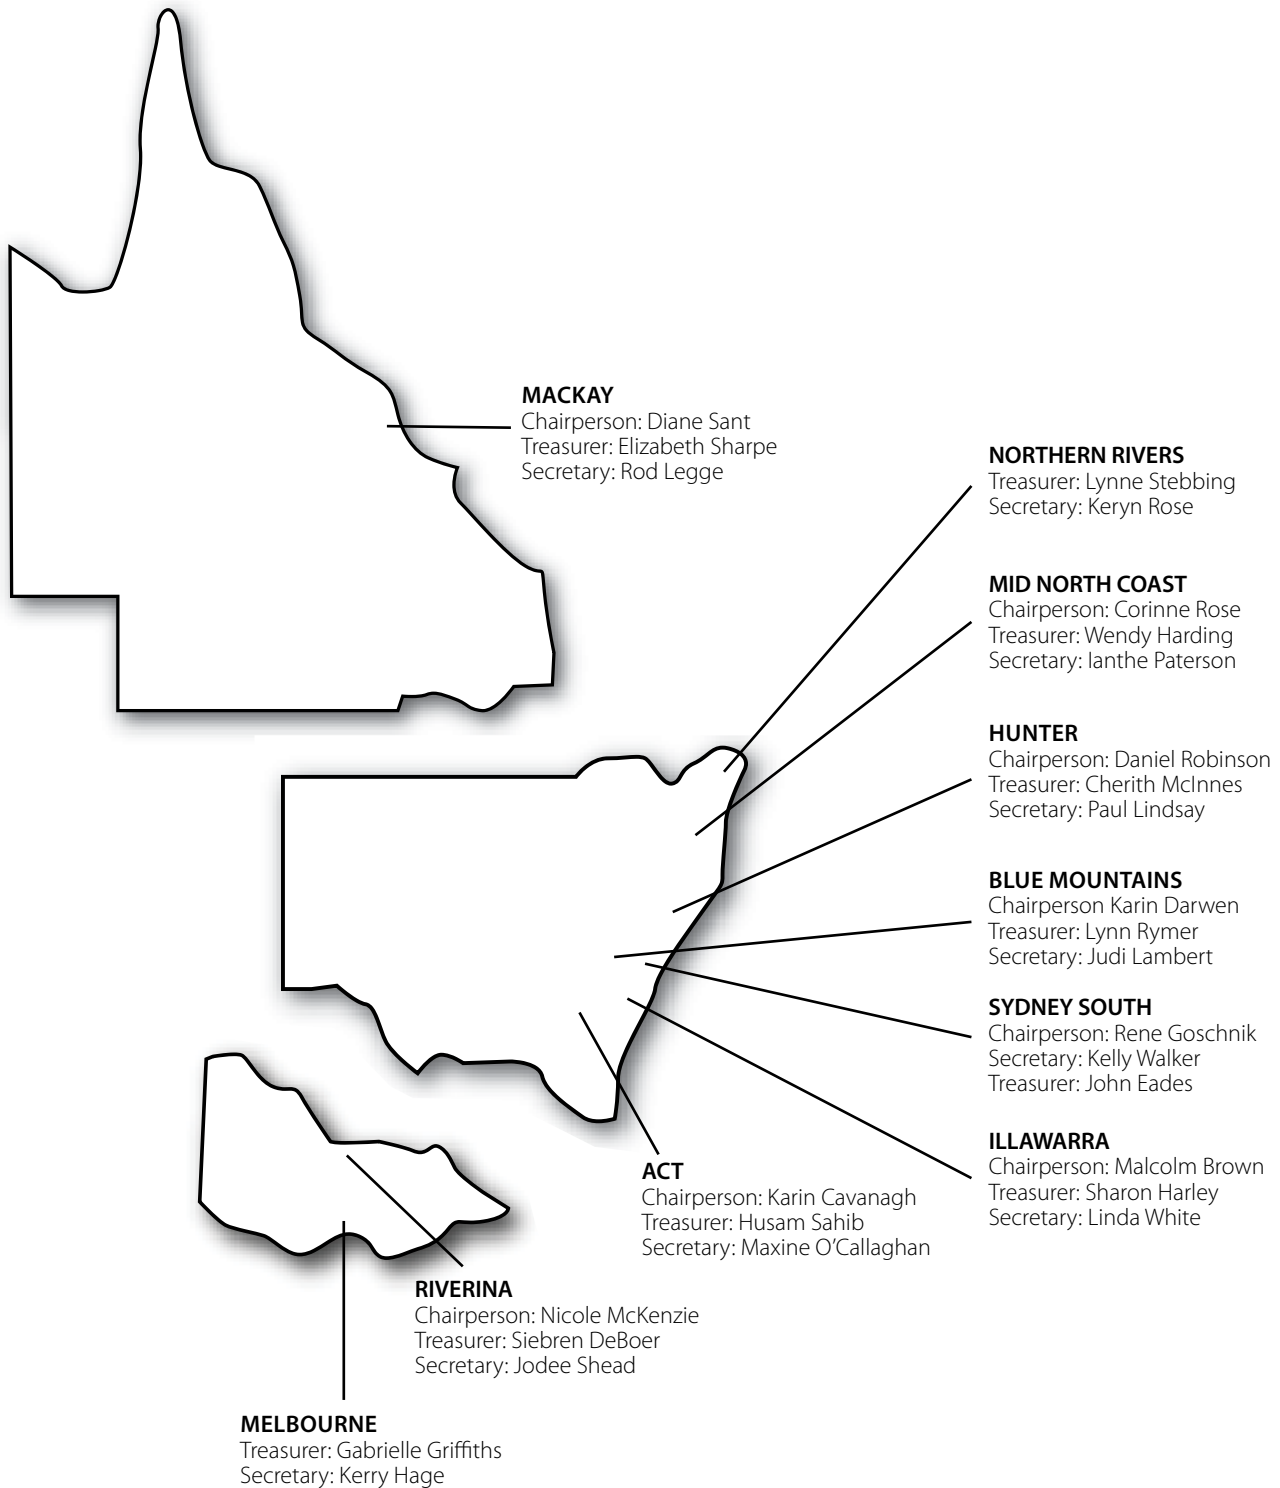 MACKAY
Chairperson: Diane Sant
Treasurer: Elizabeth Sharpe
Secretary: Rod Legge
NORTHERN RIVERS
Treasurer: Lynne Stebbing
Secretary: Keryn Rose
MID NORTH COAST
Chairperson: Corinne Rose
Treasurer: Wendy Harding
Secretary: Ianthe Paterson
HUNTER
Chairperson: Daniel Robinson
Treasurer: Cherith McInnes
Secretary: Paul Lindsay
BLUE MOUNTAINS
Chairperson Karin Darwen
Treasurer: Lynn Rymer
Secretary: Judi Lambert
SYDNEY SOUTH
Chairperson: Rene Goschnik
Secretary: Kelly Walker
Treasurer: John Eades
ILLAWARRA
Chairperson: Malcolm Brown
Treasurer: Sharon Harley
Secretary: Linda White
ACT
Chairperson: Karin Cavanagh
Treasurer: Husam Sahib
Secretary: Maxine O’Callaghan
RIVERINA
Chairperson: Nicole McKenzie
Treasurer: Siebren DeBoer
Secretary: Jodee Shead
MELBOURNE
Treasurer: Gabrielle Griffiths
Secretary: Kerry Hage